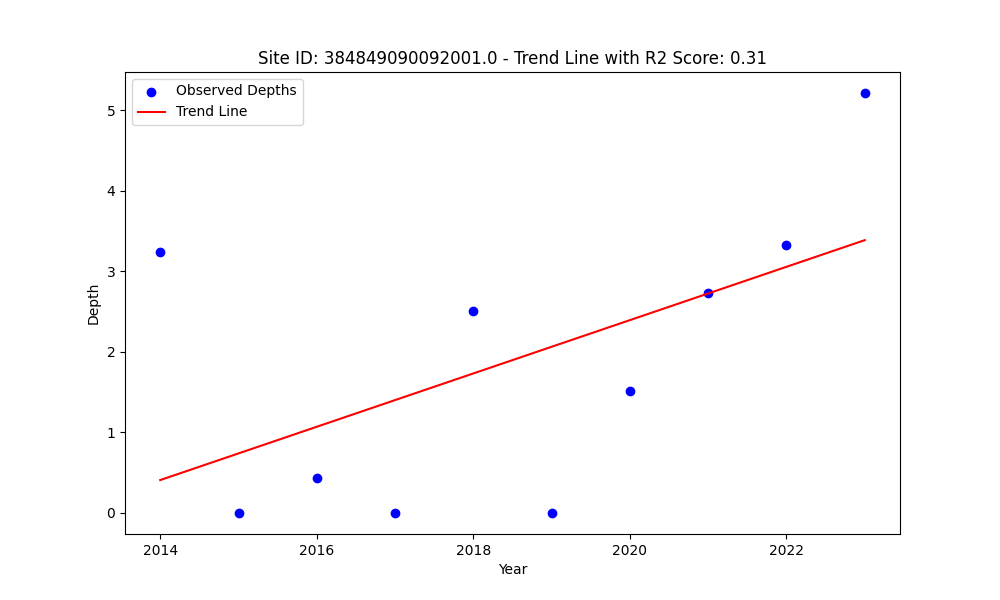 Site ID: 384849090092001.0 - Trend Line with R2 Score: 0.31
Observed Depths
Trend Line
5
4
3
2
1
0
Depth
2014 2016 2018 2020 2022
Year